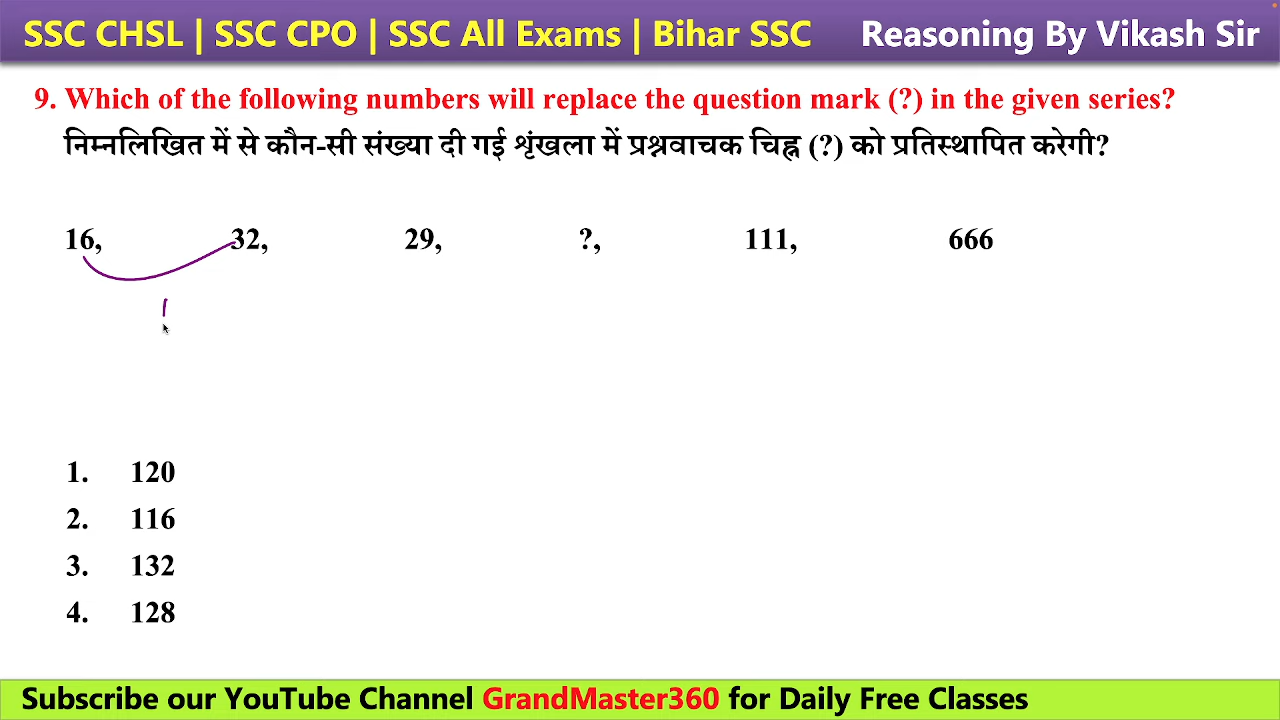 SSC CHSL | SSC CPO | SSC All Exams | Bihar SSC Reasoning By Vikash Sir
9. Which of the following numbers will replace the question mark (?) in the given series?
निम्नलिखित में से कौन-सी संख्या दी गई शृंखला में प्रश्नवाचक चिह्न (?) को प्रतिस्थापित करेगी?
16, 32, 29, ?, 111, 666
1. 120
2. 116
3. 132
4. 128
Subscribe our YouTube Channel GrandMaster360 for Daily Free Classes